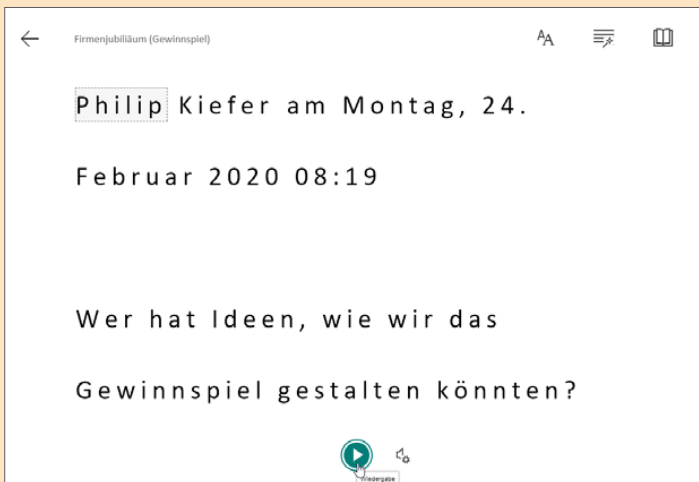 Firmenjubiläum (Gewinnspiel)
AA
Philip Kiefer am Montag, 24.
Februar 2020 08:19
Wer hat Ideen, wie wir das
Gewinnspiel gestalten könnten?
Wiedergabe